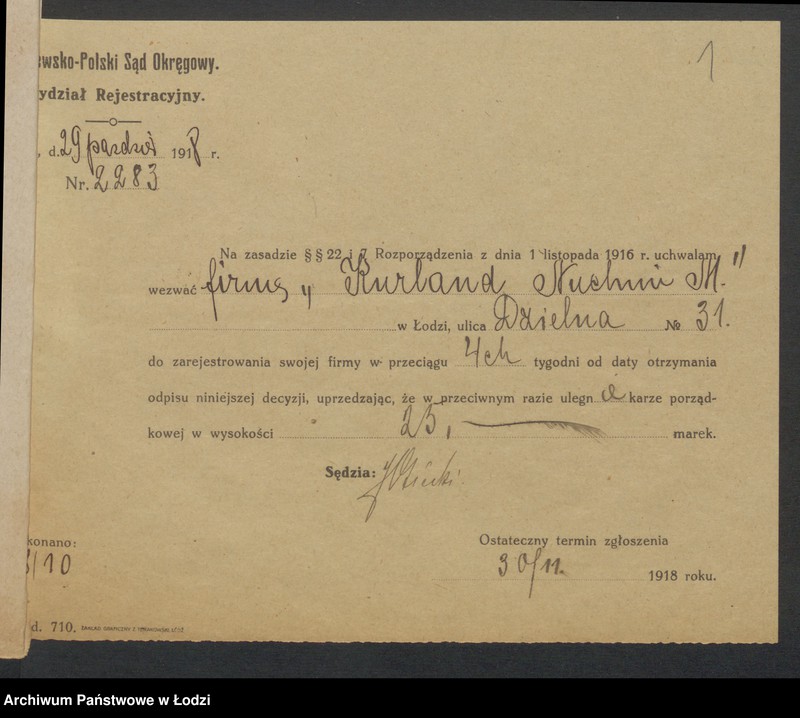 1
ewsko-Polski Sąd Okręgowy.
ydział Rejestracyjny.
, d. 29 paździer 1918 r.
Nr. 2283
Na zasadzie §§ 22 i 7 Rozporządzenia z dnia 1 listopada 1916 r. uchwalam
wezwać firmę „Kurland Nuchim M."
w Łodzi, ulica Dzielna № 31.
do zarejestrowania swojej firmy w przeciągu 4ch tygodni od daty otrzymania
odpisu niniejszej decyzji, uprzedzając, że w przeciwnym razie ulegnie karze porząd-
kowej w wysokości 25, — marek.
Sędzia:
konano:
/10
Ostateczny termin zgłoszenia
30/11. 1918 roku.
d. 710.
Archiwum Państwowe w Łodzi